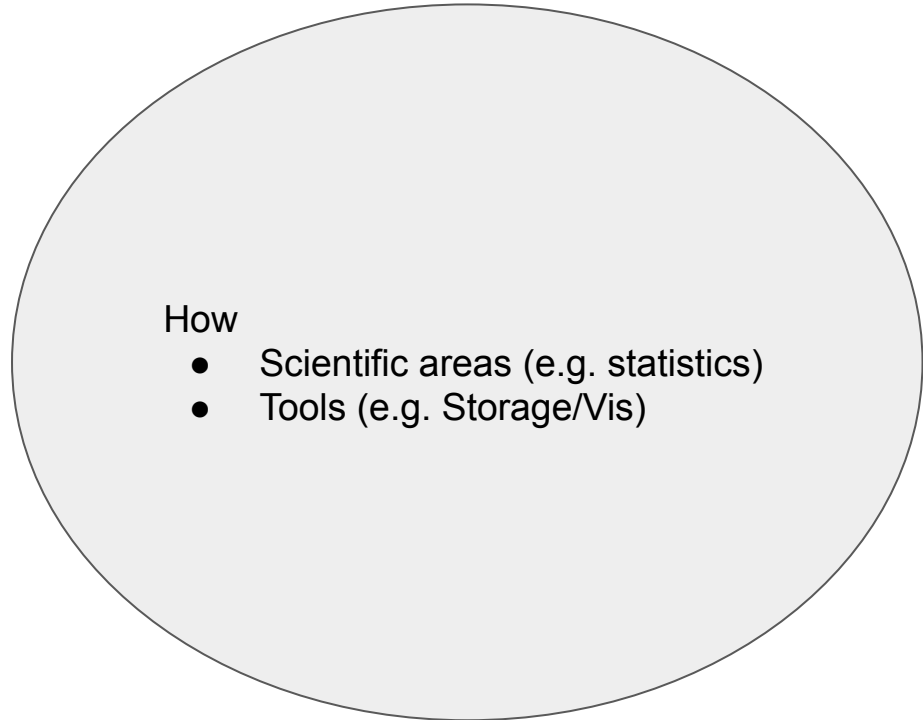 How
● Scientific areas (e.g. statistics)
● Tools (e.g. Storage/Vis)